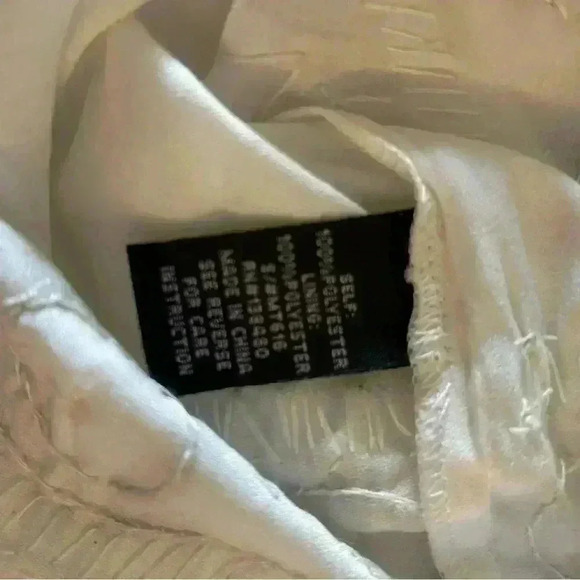 SELF:
100%POLYESTER
LINING:
100%POLYESTER
S/#MT616
RN#139480
MADE IN CHINA
SEE REVERSE
FOR CARE
INSTRUCTION